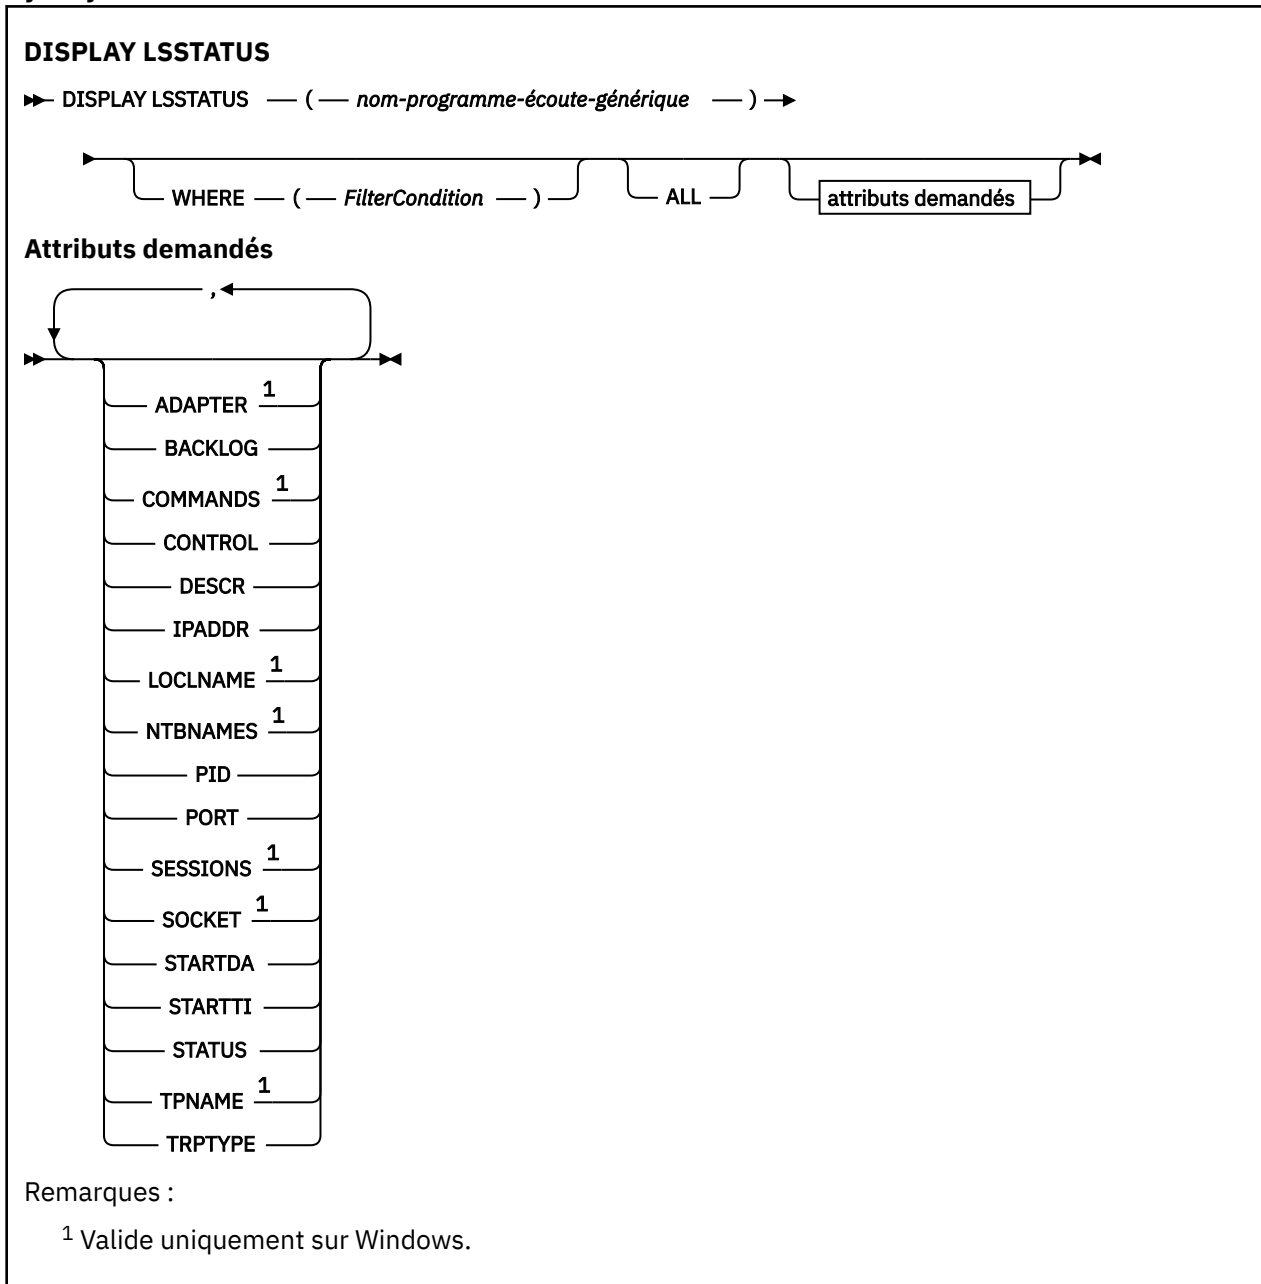 DISPLAY LSSTATUS
DISPLAY LSSTATUS ( nom-programme-écoute-générique )
WHERE ( FilterCondition ) ALL attributs demandés
Attributs demandés
,
ADAPTER 1
BACKLOG
COMMANDS 1
CONTROL
DESCR
IPADDR
LOCLNAME 1
NTBNAMES 1
PID
PORT
SESSIONS 1
SOCKET 1
STARTDA
STARTTI
STATUS
TPNAME 1
TRPTYPE
Remarques :
1 Valide uniquement sur Windows.